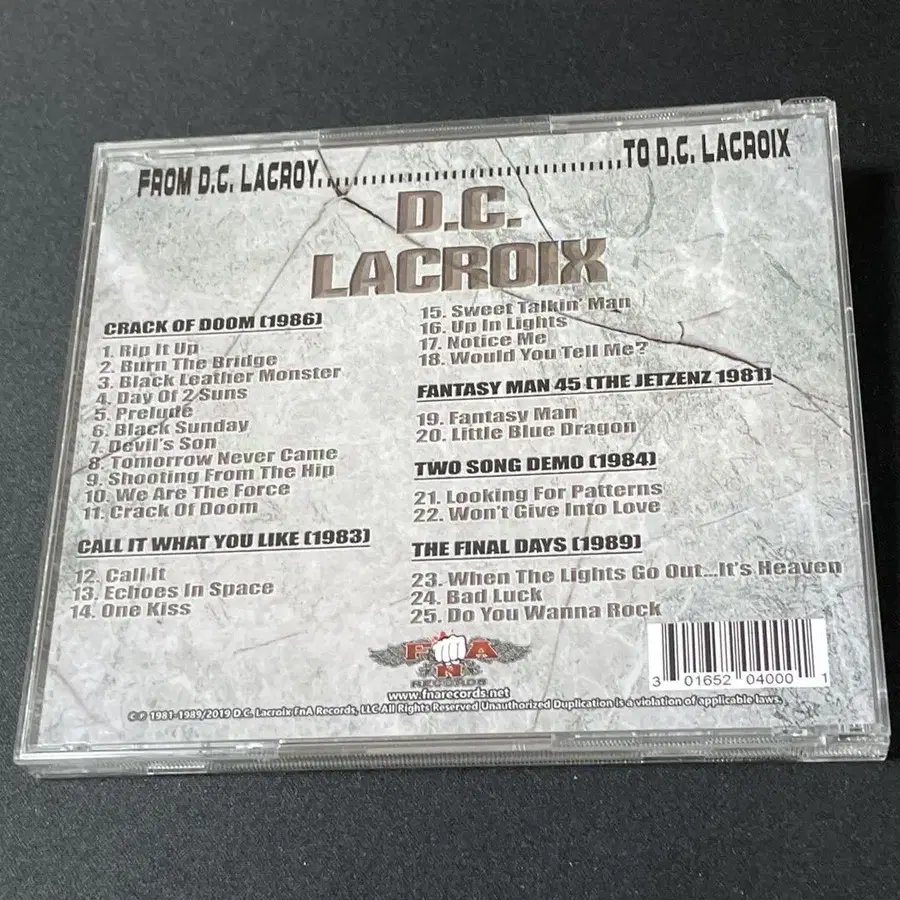 FROM D.C. LACROY..................................TO D.C. LACROIX
D.C.
LACROIX
CRACK OF DOOM (1986)
1. Rip It Up
2. Burn The Bridge
3. Black Leather Monster
4. Day Of 2 Suns
5. Prelude
6. Black Sunday
7. Devil's Son
8. Tomorrow Never Came
9. Shooting From The Hip
10. We Are The Force
11. Crack Of Doom
CALL IT WHAT YOU LIKE (1983)
12. Call It
13. Echoes In Space
14. One Kiss
15. Sweet Talkin' Man
16. Up In Lights
17. Notice Me
18. Would You Tell Me?
FANTASY MAN 45 (THE JETZENZ 1981)
19. Fantasy Man
20. Little Blue Dragon
TWO SONG DEMO (1984)
21. Looking For Patterns
22. Won't Give Into Love
THE FINAL DAYS (1989)
23. When The Lights Go Out...It's Heaven
24. Bad Luck
25. Do You Wanna Rock
F N A
RECORDS
www.fnarecords.net
3 01652 04000 1
©℗ 1981-1989/2019 D.C. Lacroix FnA Records, LLC All Rights Reserved Unauthorized Duplication is a violation of applicable laws.